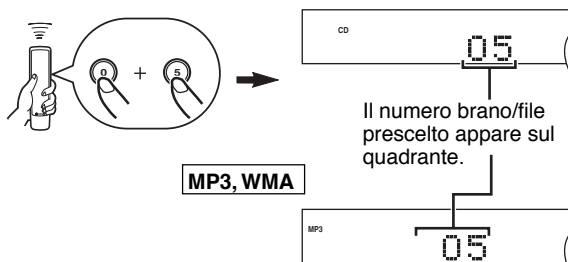 CD
0 + 5
05
Il numero brano/file
prescelto appare sul
quadrante.
MP3, WMA
MP3
05